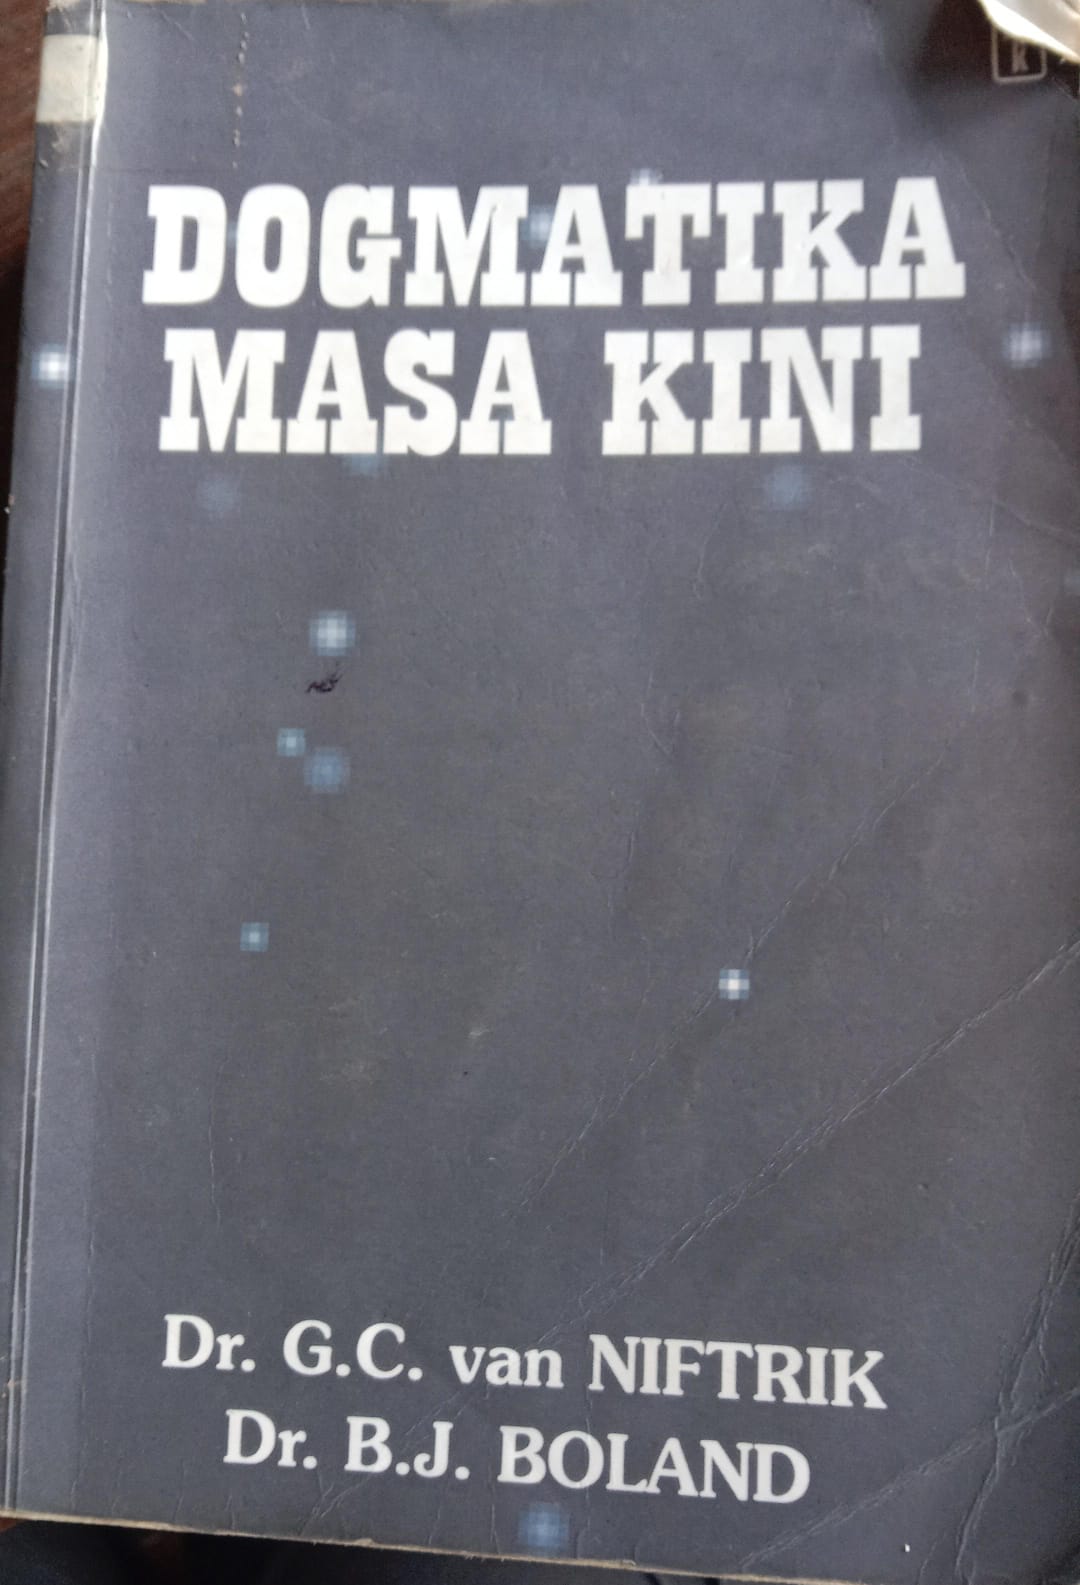 k
DOGMATIKA
MASA KINI
Dr. G.C. van NIFTRIK
Dr. B.J. BOLAND